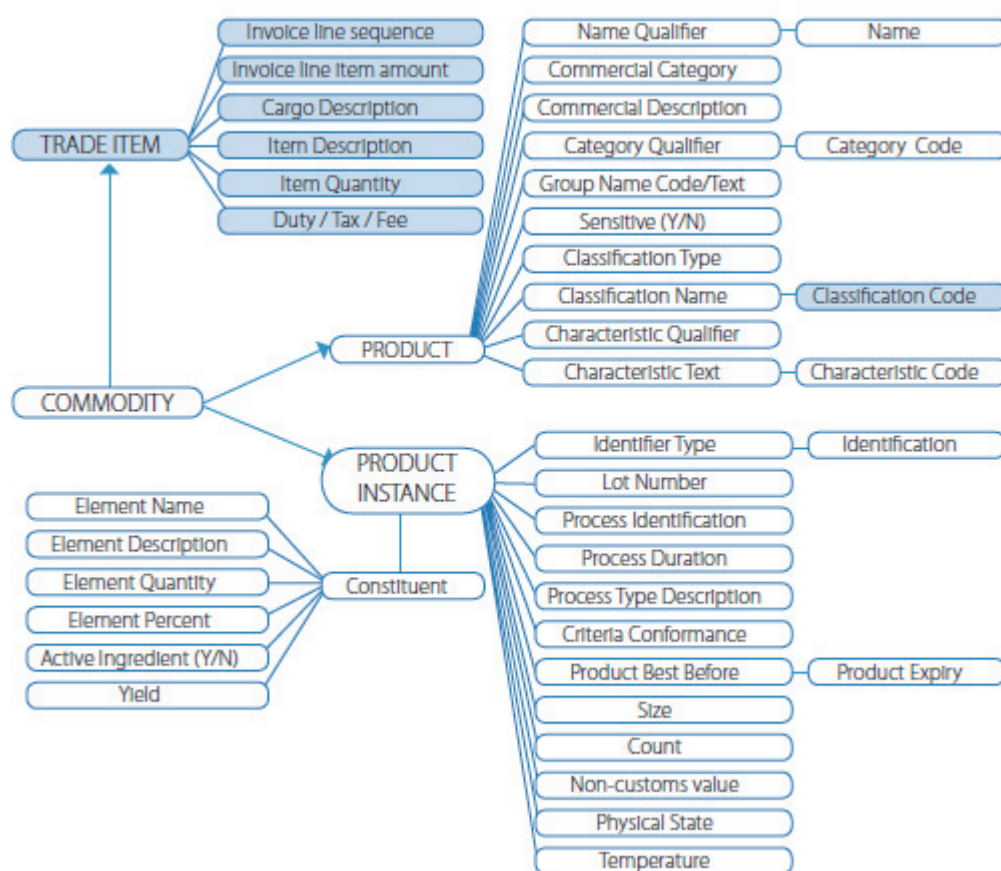 Invoice line sequence
Invoice line item amount
Cargo Description
TRADE ITEM
Item Description
Item Quantity
Duty / Tax / Fee
Name Qualifier
Name
Commercial Category
Commercial Description
Category Qualifier
Category Code
Group Name Code/Text
Sensitive (Y/N)
Classification Type
Classification Name
Classification Code
Characteristic Qualifier
PRODUCT
Characteristic Text
Characteristic Code
COMMODITY
PRODUCT
INSTANCE
Identifier Type
Identification
Lot Number
Process Identification
Process Duration
Process Type Description
Criteria Conformance
Product Best Before
Product Expiry
Size
Count
Non-customs value
Physical State
Temperature
Constituent
Element Name
Element Description
Element Quantity
Element Percent
Active Ingredient (Y/N)
Yield